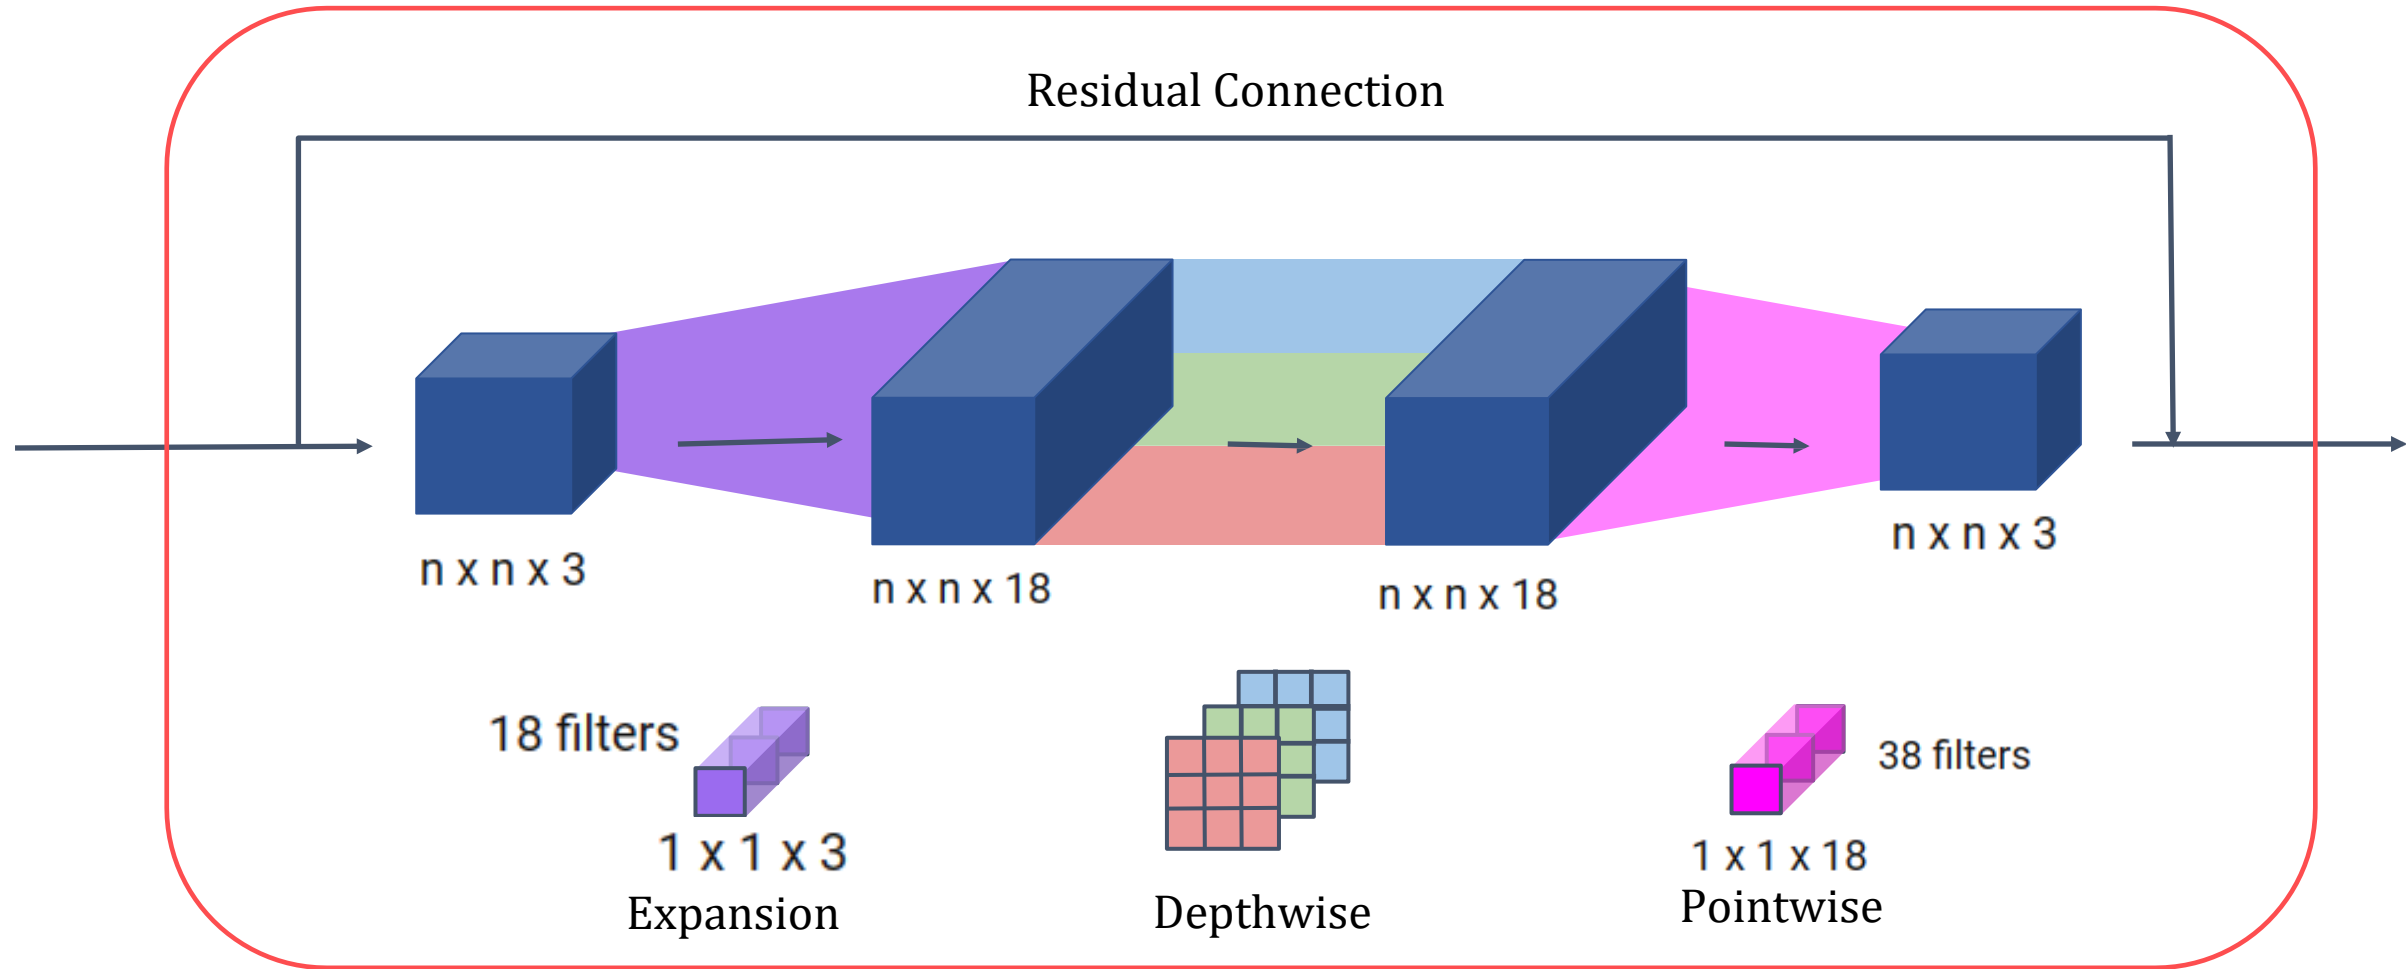 Residual Connection
n x n x 3
n x n x 18
n x n x 18
n x n x 3
18 filters
1 x 1 x 3
Expansion
Depthwise
38 filters
1 x 1 x 18
Pointwise